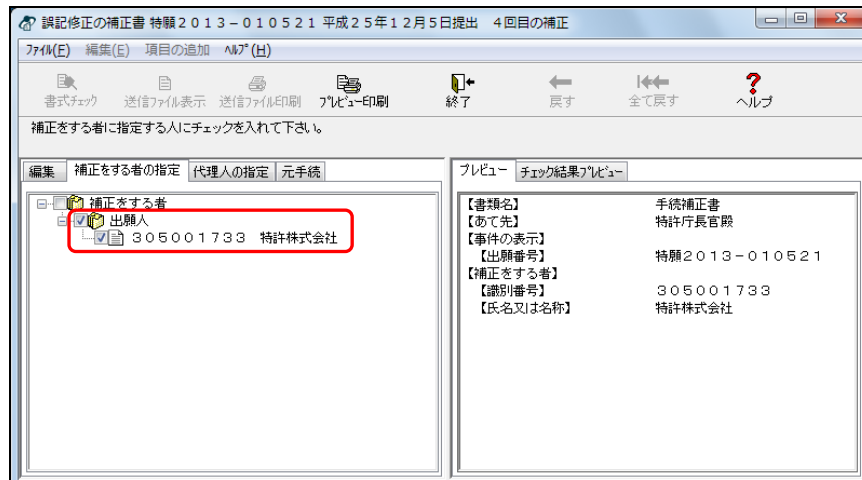 誤記修正の補正書 特願２０１３－０１０５２１ 平成２５年１２月５日提出　４回目の補正
ﾌｧｲﾙ(F)　編集(E)　項目の追加　ﾍﾙﾌﾟ(H)
書式ﾁｪｯｸ　送信ﾌｧｲﾙ表示　送信ﾌｧｲﾙ印刷　ﾌﾟﾚﾋﾞｭｰ印刷　終了　戻す　全て戻す　ヘルプ
補正をする者に指定する人にチェックを入れて下さい。
編集　補正をする者の指定　代理人の指定　元手続
補正をする者
出願人
３０５００１７３３　特許株式会社
プレビュー　チェック結果ﾌﾟﾚﾋﾞｭｰ
【書類名】　手続補正書
【あて先】　特許庁長官殿
【事件の表示】
【出願番号】　特願２０１３－０１０５２１
【補正をする者】
【識別番号】　３０５００１７３３
【氏名又は名称】　特許株式会社